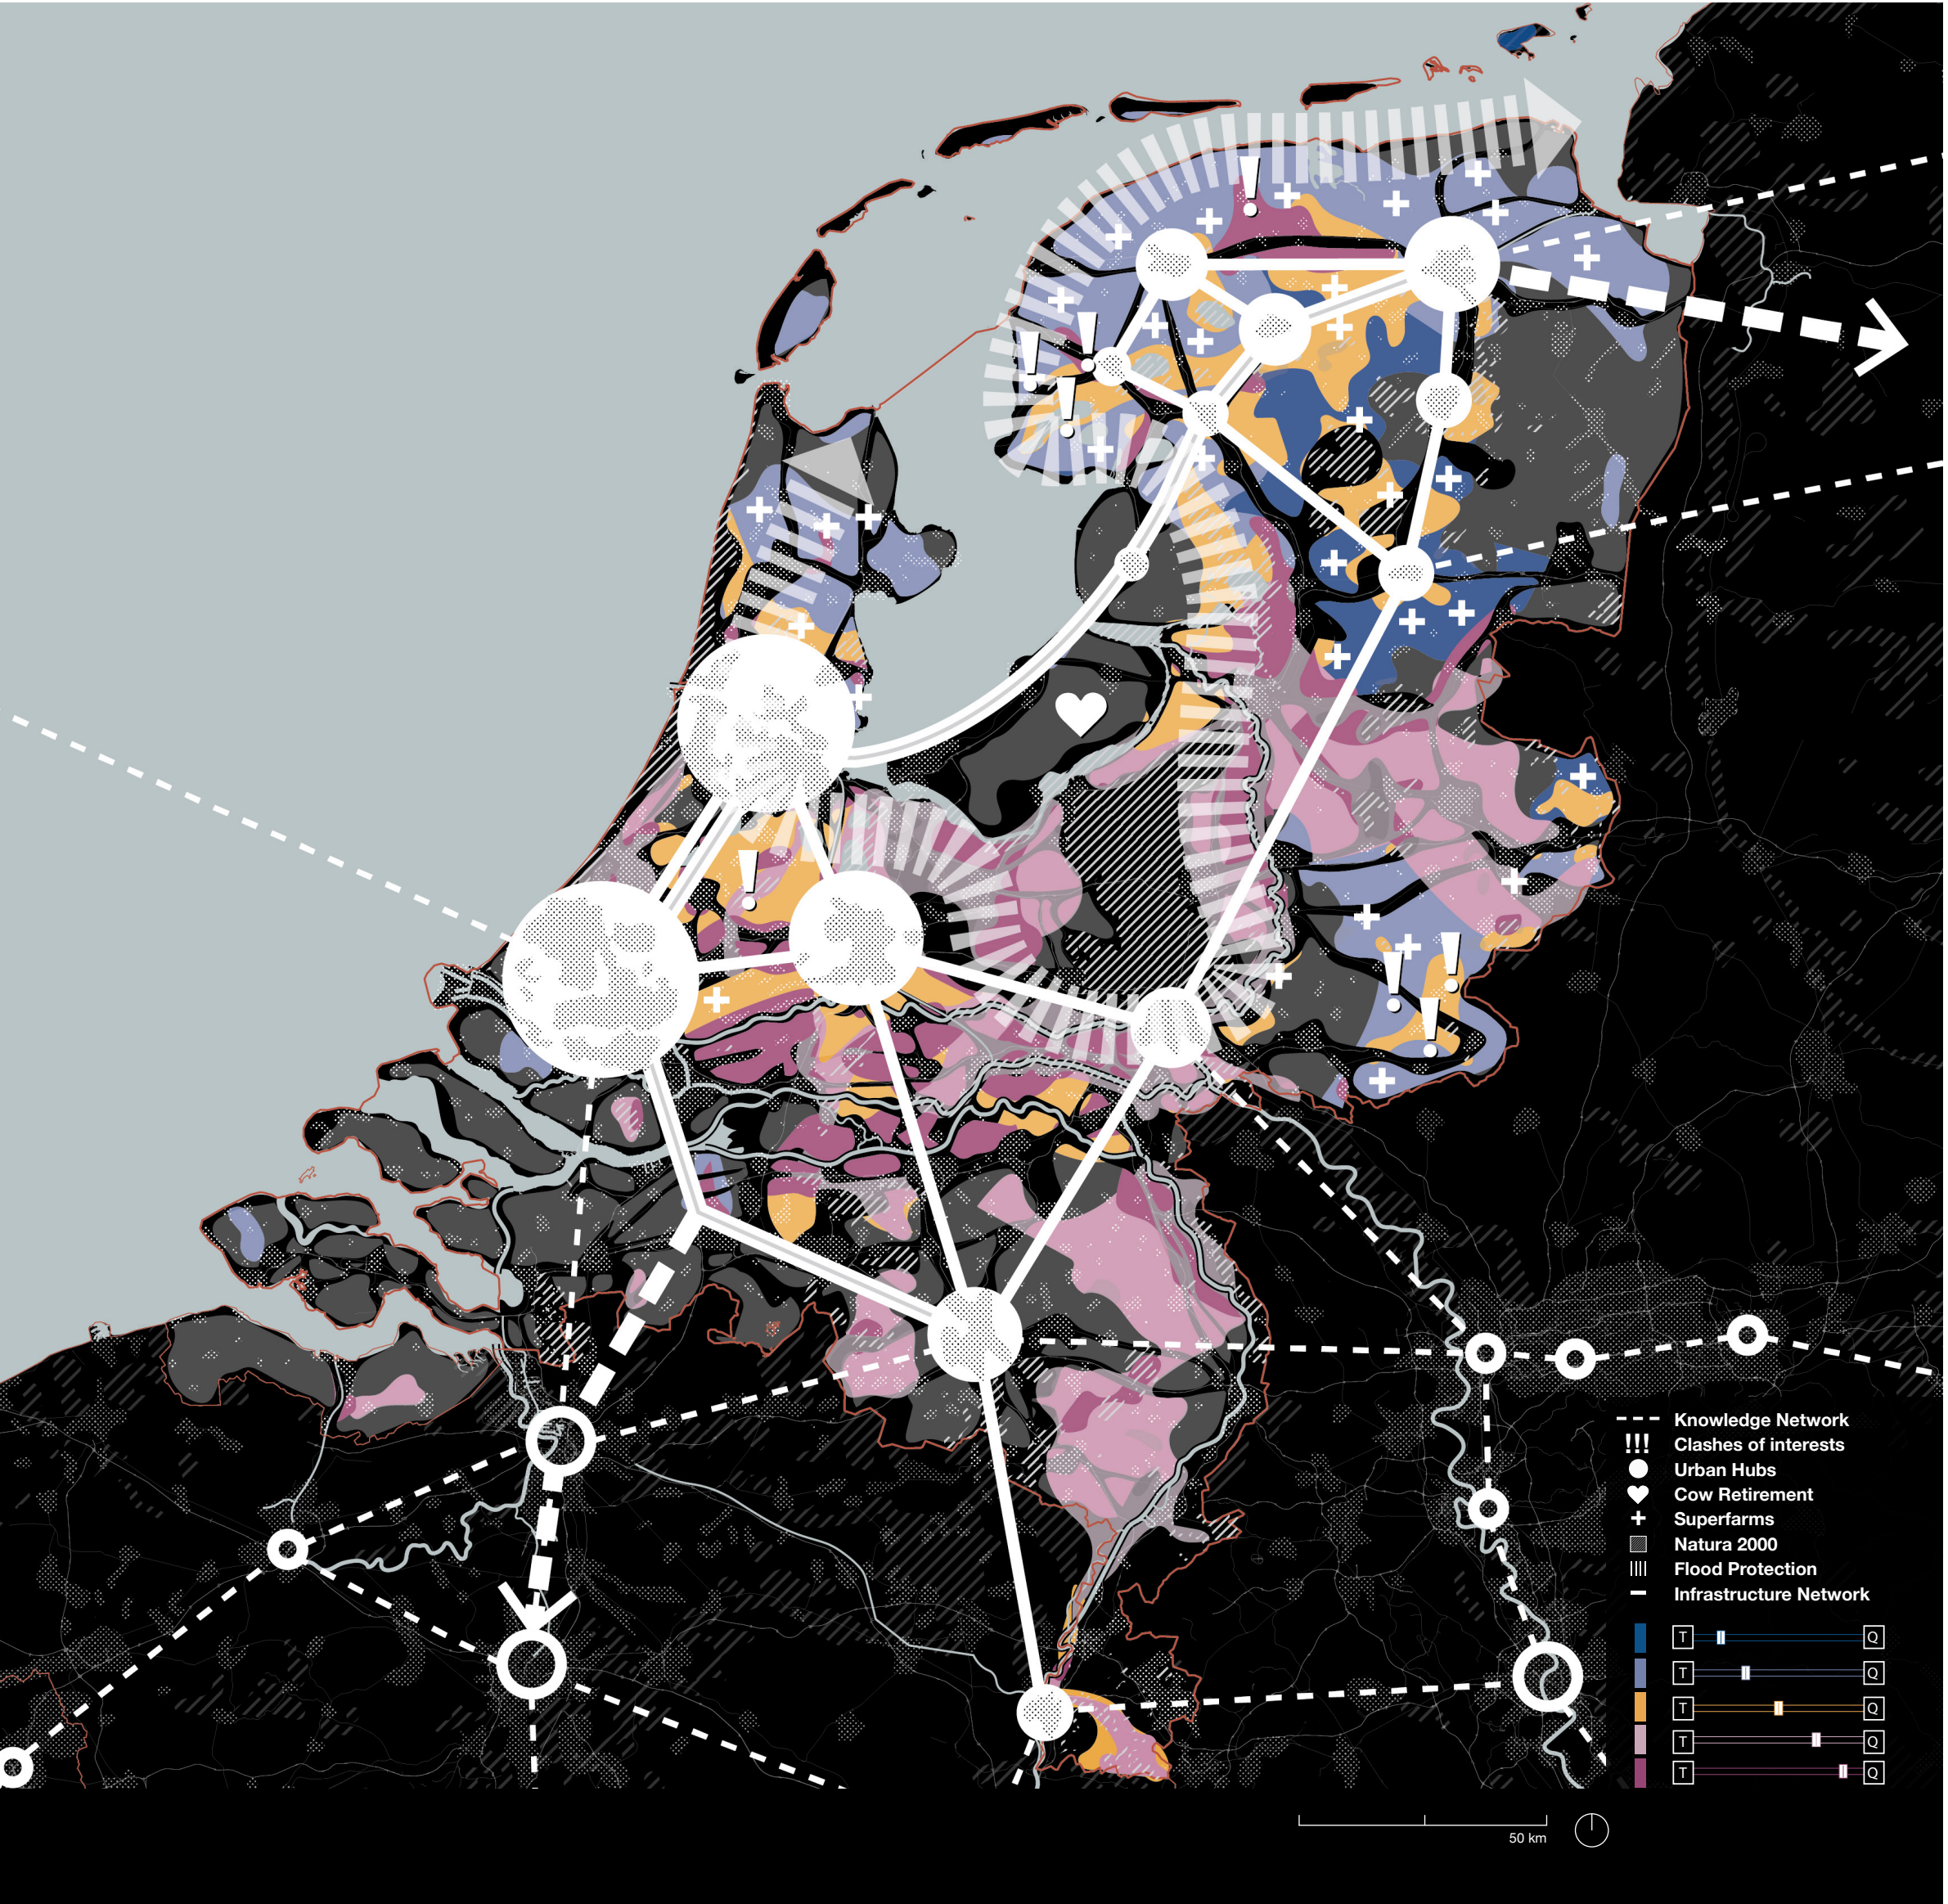 Knowledge Network
!!! Clashes of interests
Urban Hubs
Cow Retirement
Superfarms
Natura 2000
Flood Protection
Infrastructure Network
T Q
T Q
T Q
T Q
T Q
50 km